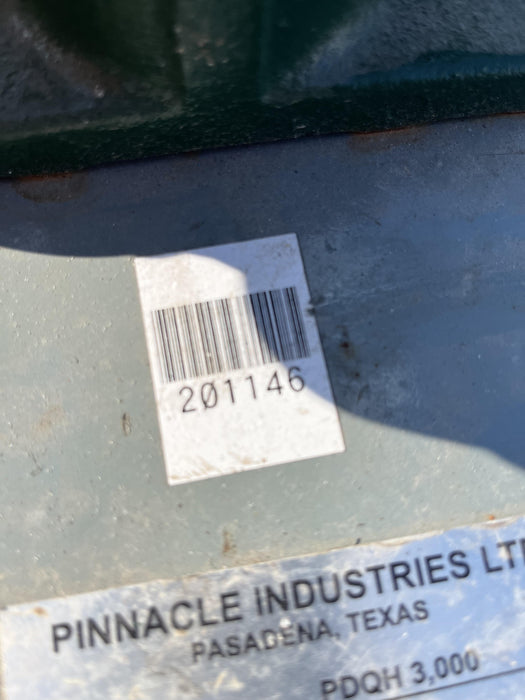 201146
PINNACLE INDUSTRIES LT
PASADENA, TEXAS
PDQH 3,000